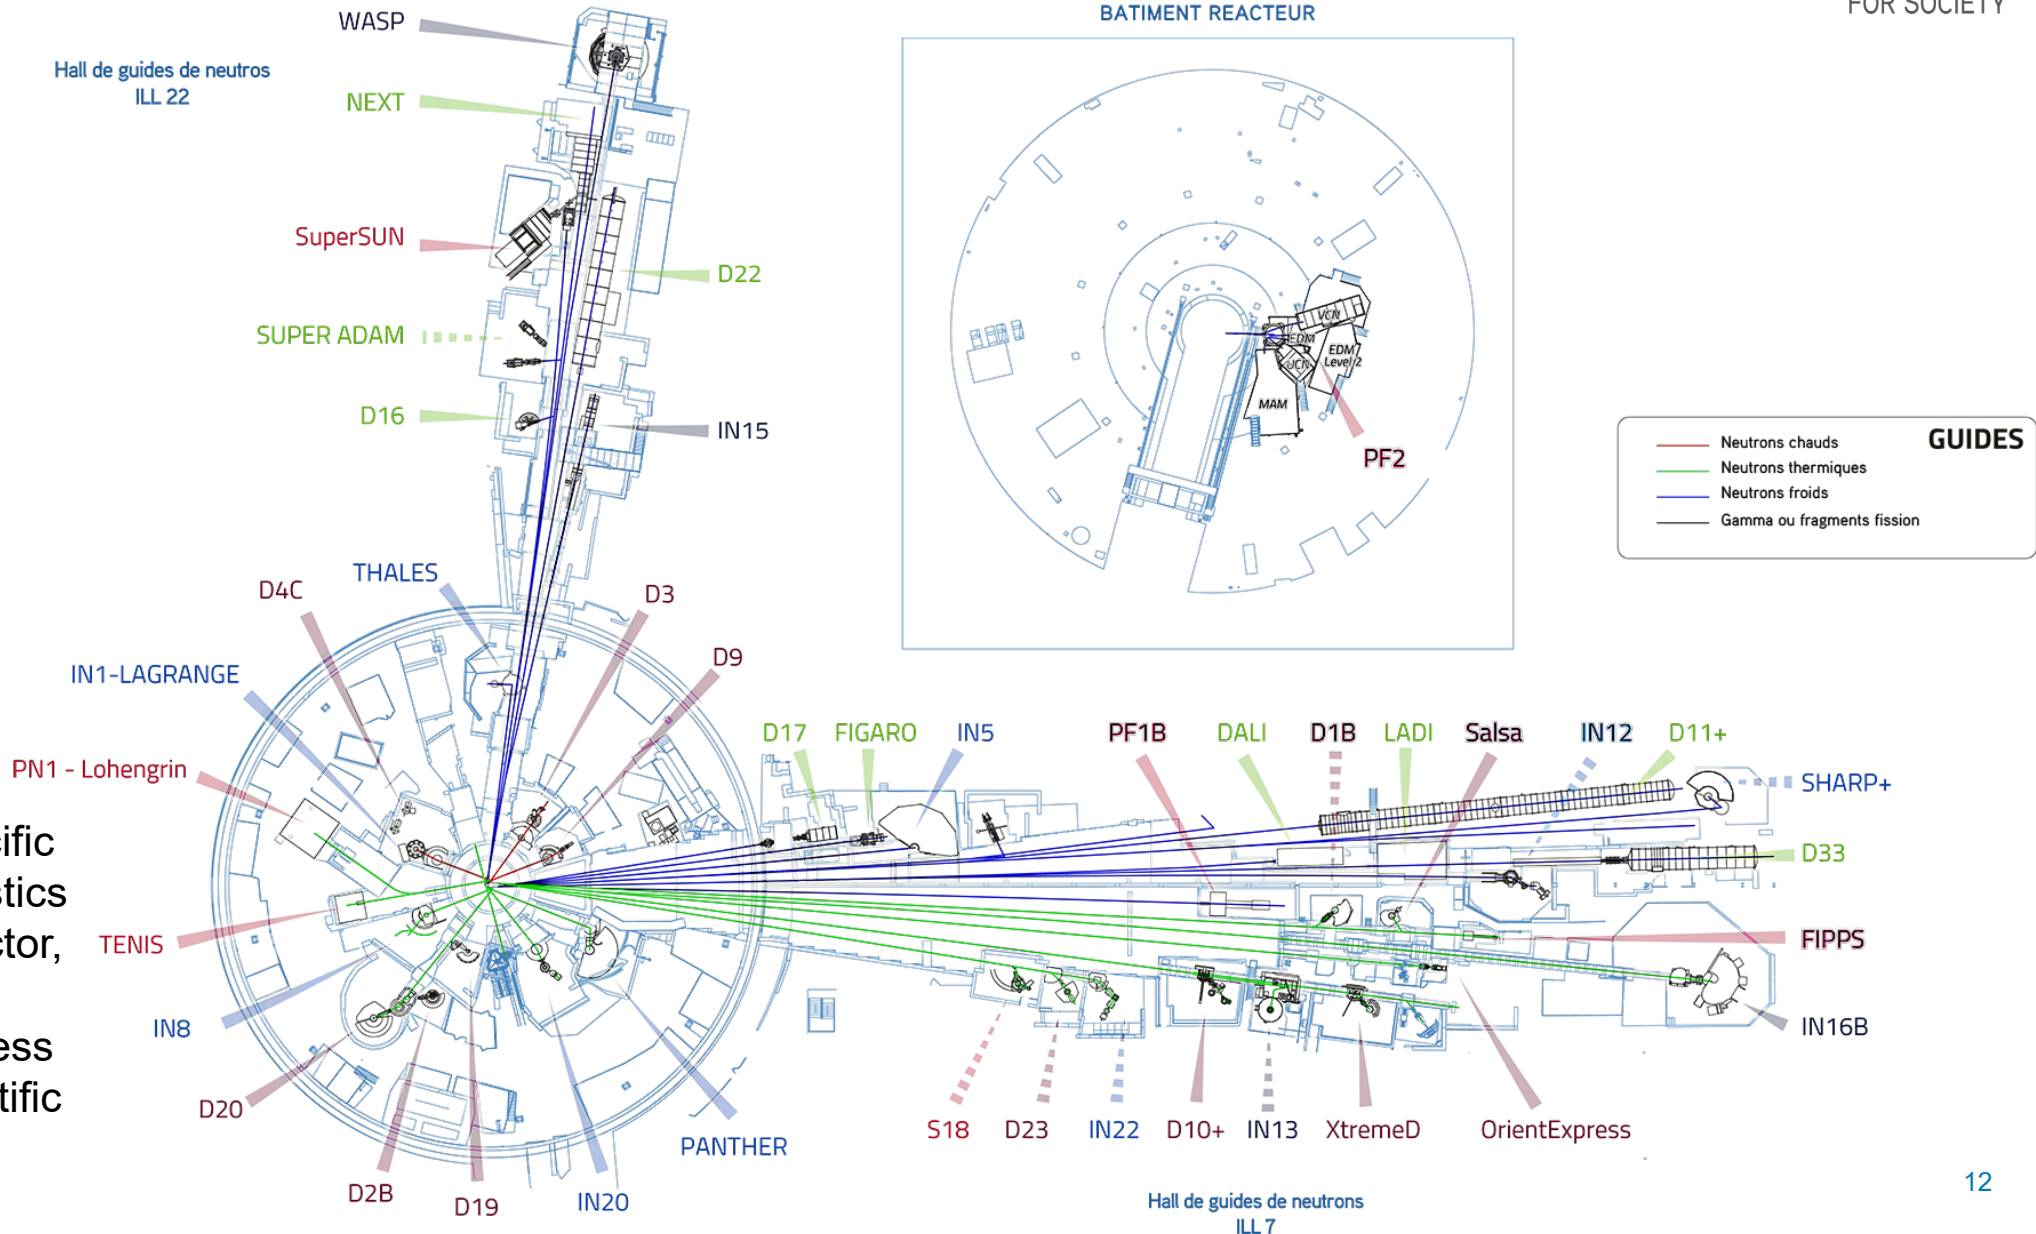 FOR SOCIETY
WASP
BATIMENT REACTEUR
Hall de guides de neutros
ILL 22
NEXT
SuperSUN
D22
SUPER ADAM
D16
IN15
VCN
EDM
EDM
Level 2
UCN
MAM
PF2
GUIDES
Neutrons chauds
Neutrons thermiques
Neutrons froids
Gamma ou fragments fission
THALES
D4C
D3
D9
IN1-LAGRANGE
PN1 - Lohengrin
D17
FIGARO
IN5
PF1B
DALI
D1B
LADI
Salsa
IN12
D11+
SHARP+
D33
cific
stics
ctor,
TENIS
FIPPS
IN8
IN16B
ess
tific
D20
S18
D23
IN22
D10+
IN13
XtremeD
OrientExpress
PANTHER
D2B
D19
IN20
Hall de guides de neutrons
ILL 7
12